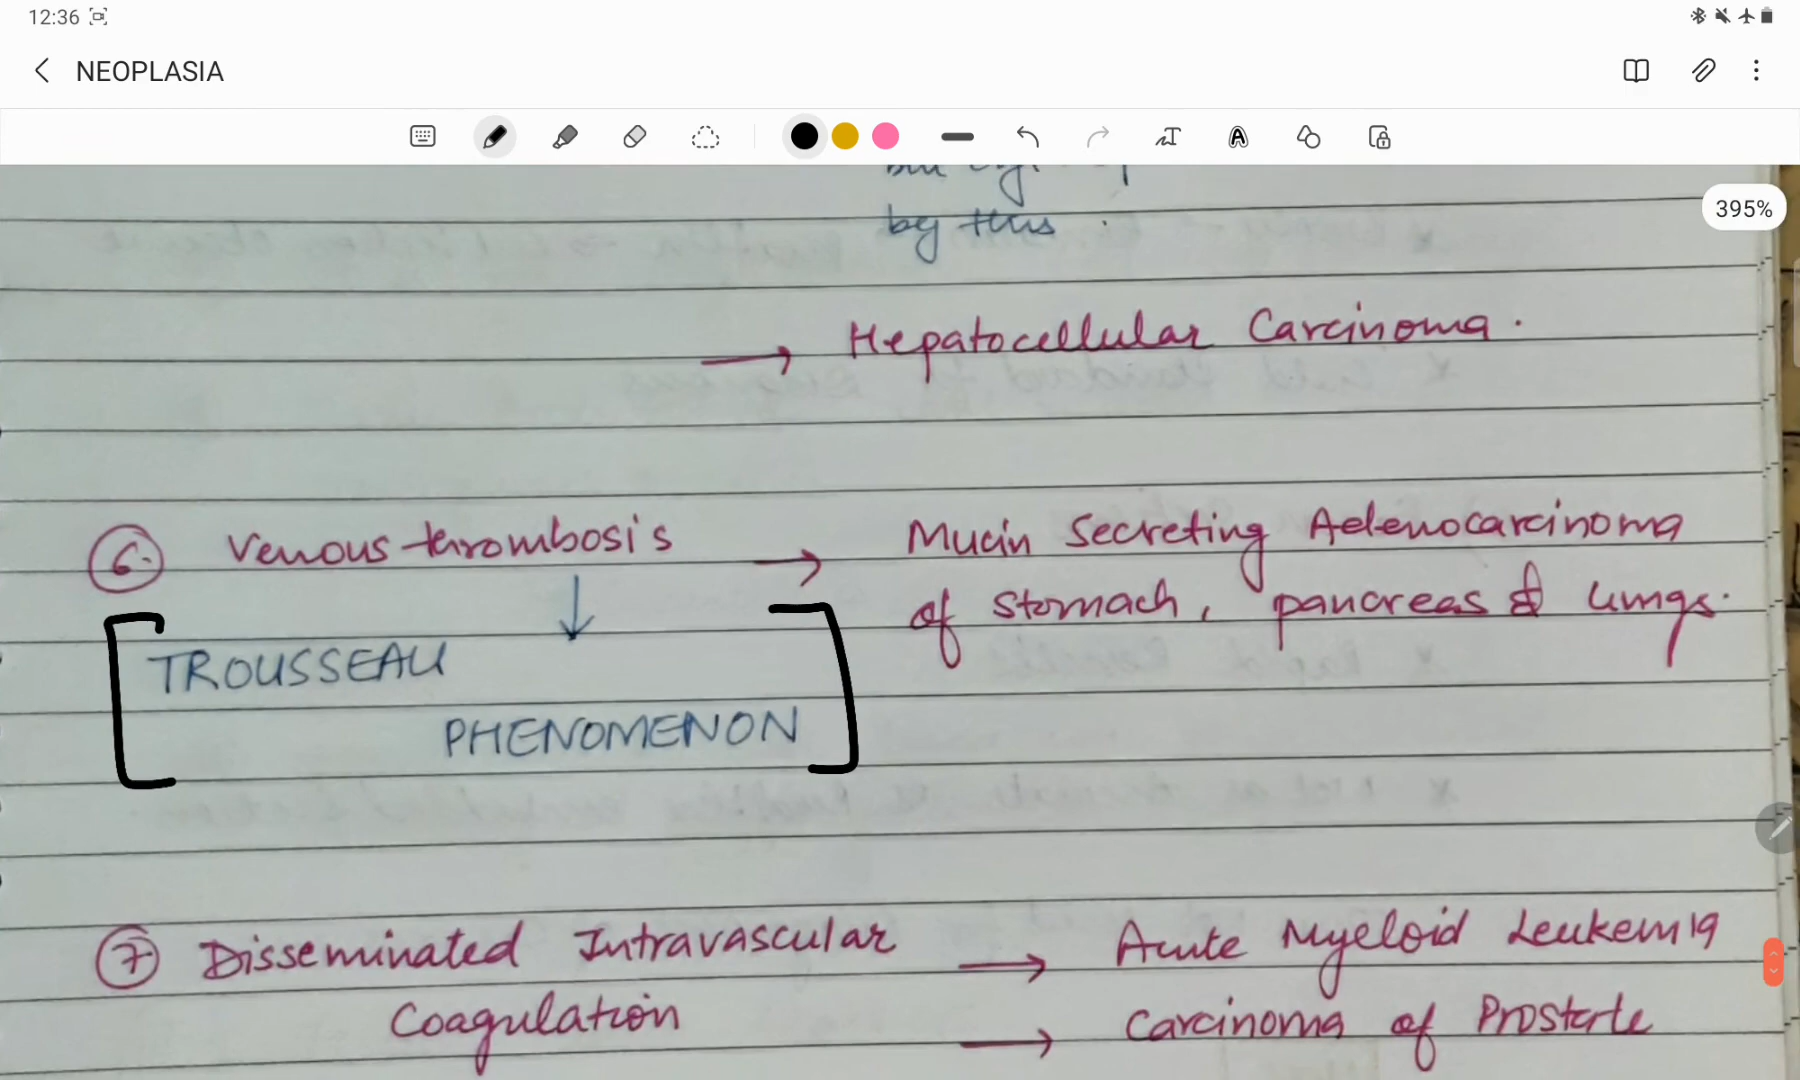 12:36
NEOPLASIA
395%
by this.
→ Hepatocellular Carcinoma.
6. Venous thrombosis → Mucin Secreting Adenocarcinoma
of stomach, pancreas & lungs.
↓
TROUSSEAU
PHENOMENON
7 Disseminated Intravascular → Acute Myeloid Leukemia
Coagulation → Carcinoma of Prostate